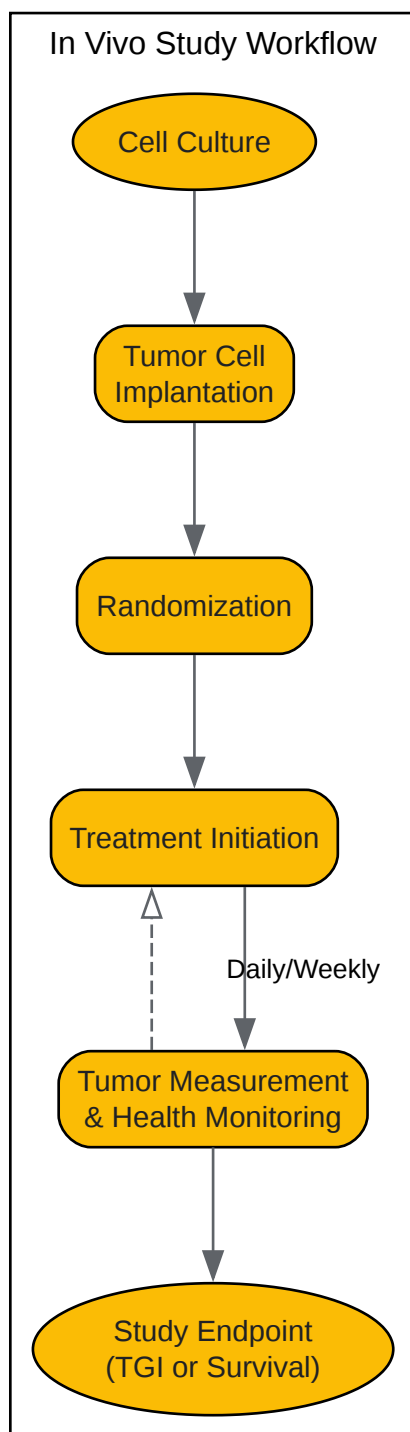 In Vivo Study Workflow
Cell Culture
Tumor Cell
Implantation
Randomization
Treatment Initiation
Daily/Weekly
Tumor Measurement
& Health Monitoring
Study Endpoint
(TGI or Survival)